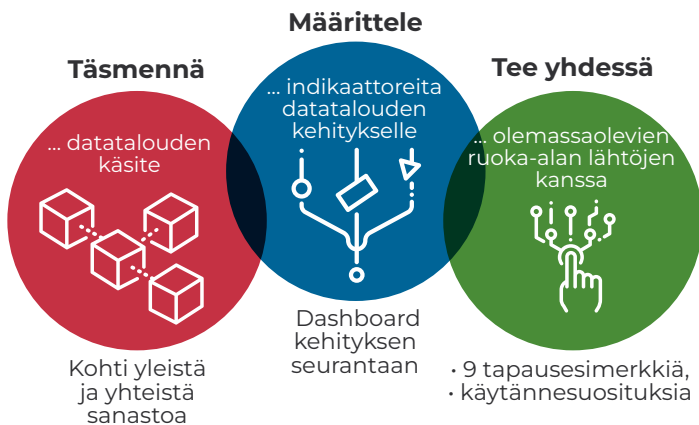 Täsmennä
... datatalouden
käsite
Kohti yleistä
ja yhteistä
sanastoa
Määrittele
... indikaattoreita
datatalouden
kehitykselle
Dashboard
kehityksen
seurantaan
Tee yhdessä
... olemassaolevien
ruoka-alan lähtöjen
kanssa
• 9 tapausesimerkkiä,
• käytännesuosituksia